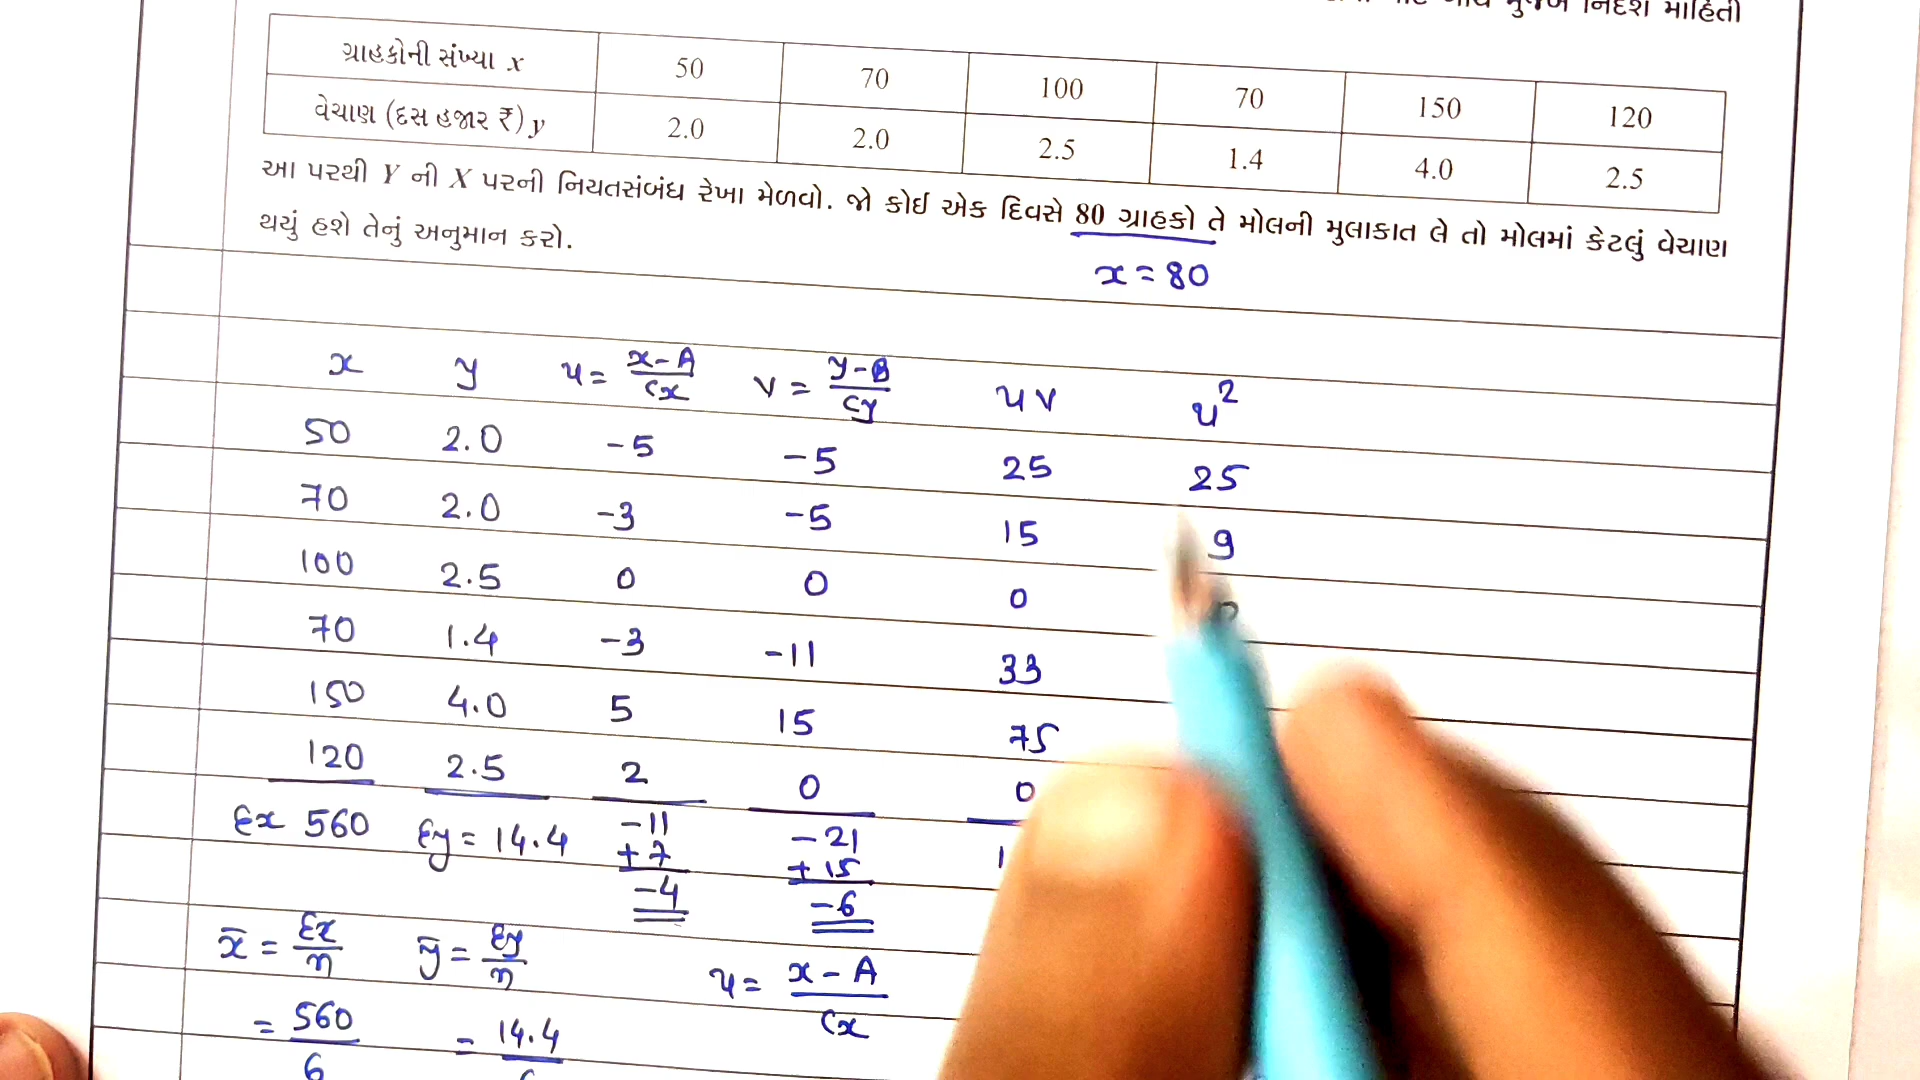 નિદેશ માહિતી
ગ્રાહકોની સંખ્યા x 50 70 100 70 150 120
વેચાણ (દસ હજાર ₹) y 2.0 2.0 2.5 1.4 4.0 2.5
આ પરથી Y ની X પરની નિયતસંબંધ રેખા મેળવો. જો કોઈ એક દિવસે 80 ગ્રાહકો તે મોલની મુલાકાત લે તો મોલમાં કેટલું વેચાણ
થયું હશે તેનું અનુમાન કરો.
x = 80
x y u = x-A/cx v = y-B/cy uv u²
50 2.0 -5 -5 25 25
70 2.0 -3 -5 15 9
100 2.5 0 0 0
70 1.4 -3 -11 33
150 4.0 5 15 75
120 2.5 2 0 0
Σx 560 Σy = 14.4 -11 -21
+7 +15
-4 -6
x̄ = Σx/n ȳ = Σy/n u = x-A/cx
= 560/6 = 14.4